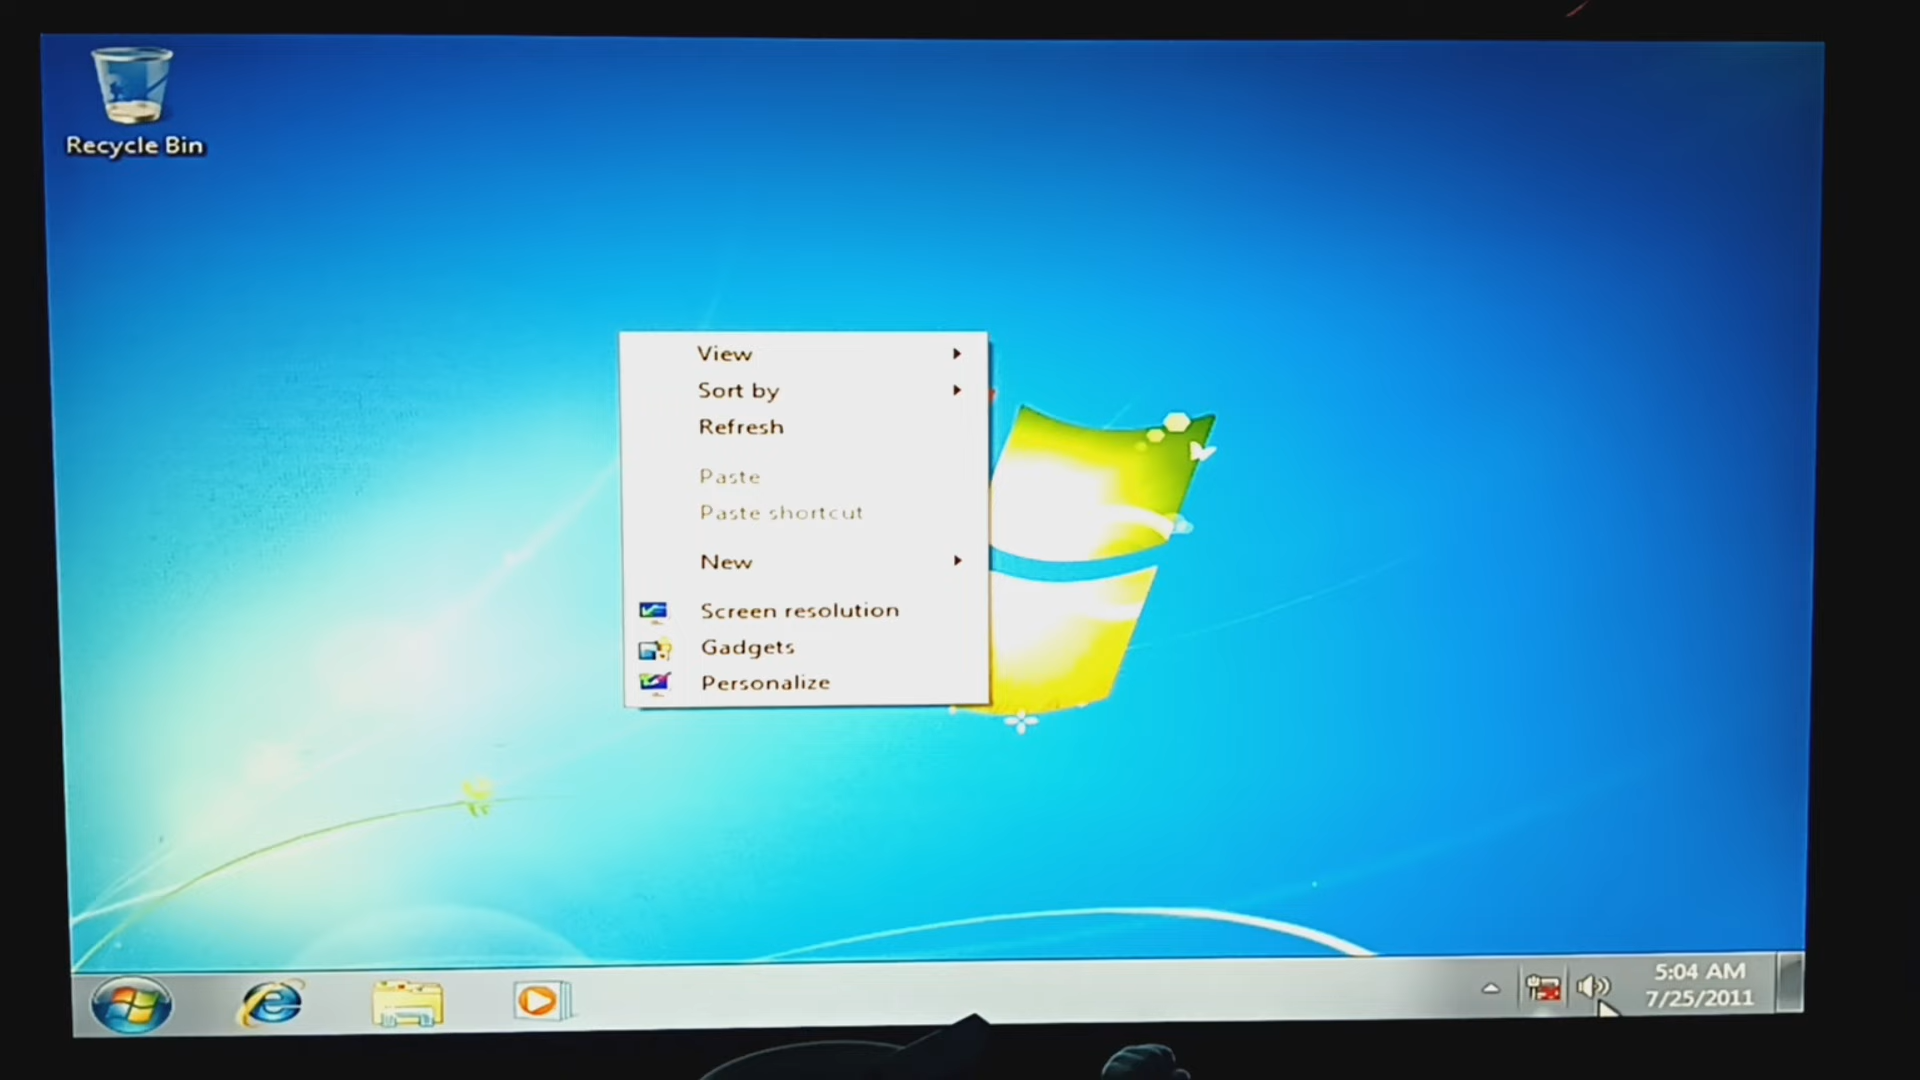 Recycle Bin
View
Sort by
Refresh
Paste
Paste shortcut
New
Screen resolution
Gadgets
Personalize
5:04 AM
7/25/2011